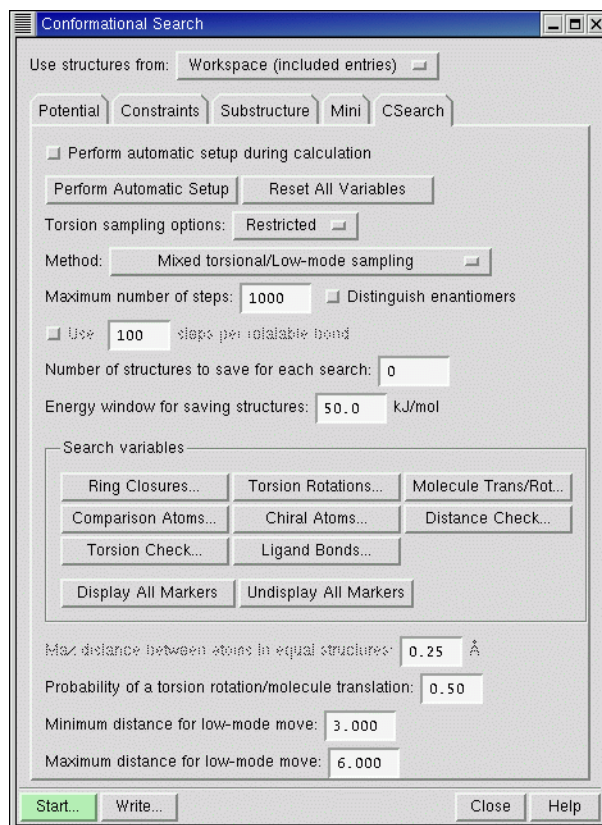 Conformational Search
Use structures from: Workspace (included entries)
Potential Constraints Substructure Mini CSearch
Perform automatic setup during calculation
Perform Automatic Setup Reset All Variables
Torsion sampling options: Restricted
Method: Mixed torsional/Low-mode sampling
Maximum number of steps: 1000 Distinguish enantiomers
Use 100 steps per rotatable bond
Number of structures to save for each search: 0
Energy window for saving structures: 50.0 kJ/mol
Search variables
Ring Closures... Torsion Rotations... Molecule Trans/Rot...
Comparison Atoms... Chiral Atoms... Distance Check...
Torsion Check... Ligand Bonds...
Display All Markers Undisplay All Markers
Max distance between atoms in equal structures: 0.25 Å
Probability of a torsion rotation/molecule translation: 0.50
Minimum distance for low-mode move: 3.000
Maximum distance for low-mode move: 6.000
Start... Write... Close Help